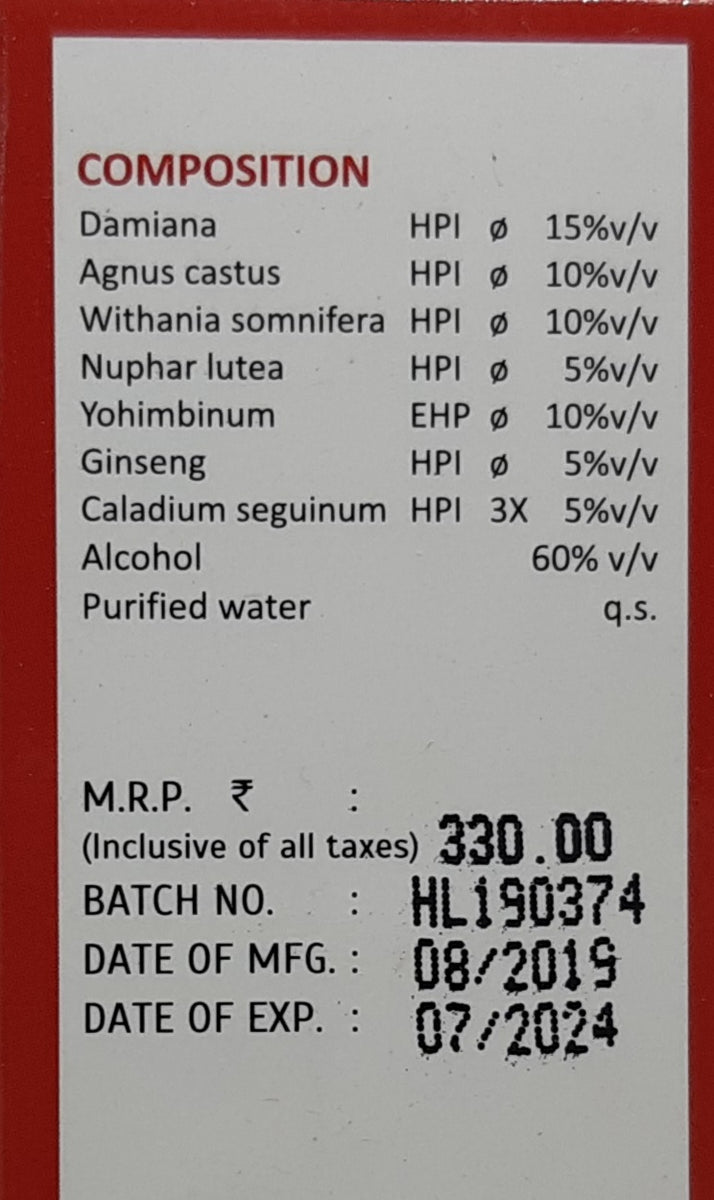 COMPOSITION
Damiana HPI ø 15%v/v
Agnus castus HPI ø 10%v/v
Withania somnifera HPI ø 10%v/v
Nuphar lutea HPI ø 5%v/v
Yohimbinum EHP ø 10%v/v
Ginseng HPI ø 5%v/v
Caladium seguinum HPI 3X 5%v/v
Alcohol 60% v/v
Purified water q.s.
M.R.P. ₹ :
(Inclusive of all taxes) 330.00
BATCH NO. : HL190374
DATE OF MFG. : 08/2019
DATE OF EXP. : 07/2024